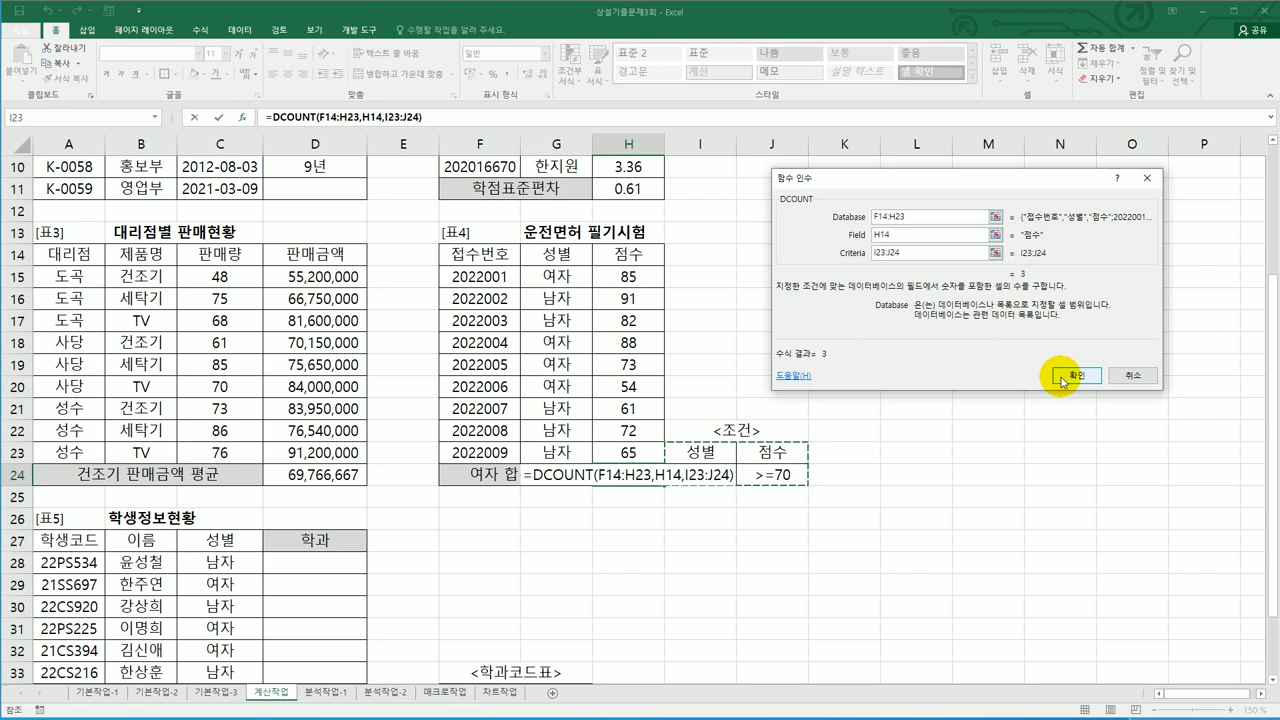 상설기출문제3회 - Excel
홈 삽입 페이지 레이아웃 수식 데이터 검토 보기 개발 도구 수행할 작업을 알려 주세요. 공유
붙여넣기 잘라내기 복사 서식 복사 클립보드
11 가 가 가 가 가 글꼴
텍스트 줄 바꿈 병합하고 가운데 맞춤 맞춤
일반 표시 형식
조건부 서식 표 서식 표준 2 표준 나쁨 보통 좋음
경고문 계산 메모 설명 텍스트 셀 확인 스타일
삽입 삭제 서식 셀
자동 합계 채우기 지우기 정렬 및 필터 찾기 및 선택 편집
I23 =DCOUNT(F14:H23,H14,I23:J24)
A B C D E F G H I J K L M N O P
10 K-0058 홍보부 2012-08-03 9년 202016670 한지원 3.36
11 K-0059 영업부 2021-03-09 학점표준편차 0.61
12
13 [표3] 대리점별 판매현황 [표4] 운전면허 필기시험
14 대리점 제품명 판매량 판매금액 접수번호 성별 점수
15 도곡 건조기 48 55,200,000 2022001 여자 85
16 도곡 세탁기 75 66,750,000 2022002 남자 91
17 도곡 TV 68 81,600,000 2022003 남자 82
18 사당 건조기 61 70,150,000 2022004 여자 88
19 사당 세탁기 85 75,650,000 2022005 여자 73
20 사당 TV 70 84,000,000 2022006 여자 54
21 성수 건조기 73 83,950,000 2022007 남자 61
22 성수 세탁기 86 76,540,000 2022008 남자 72 <조건>
23 성수 TV 76 91,200,000 2022009 남자 65 성별 점수
24 건조기 판매금액 평균 69,766,667 여자 합 =DCOUNT(F14:H23,H14,I23:J24) >=70
25
26 [표5] 학생정보현황
27 학생코드 이름 성별 학과
28 22PS534 윤성철 남자
29 21SS697 한주연 여자
30 22CS920 강상희 남자
31 22PS225 이명희 여자
32 21CS394 김신애 여자
33 22CS216 한상훈 남자 <학과코드표>
함수 인수 ?
DCOUNT
Database F14:H23 = {"접수번호","성별","점수";2022001...
Field H14 = "점수"
Criteria I23:J24 = I23:J24
= 3
지정한 조건에 맞는 데이터베이스의 필드에서 숫자를 포함한 셀의 수를 구합니다.
Database 은(는) 데이터베이스나 목록으로 지정할 셀 범위입니다.
데이터베이스는 관련 데이터 목록입니다.
수식 결과= 3
도움말(H) 확인 취소
기본작업-1 기본작업-2 기본작업-3 계산작업 분석작업-1 분석작업-2 매크로작업 차트작업
참조 150 %